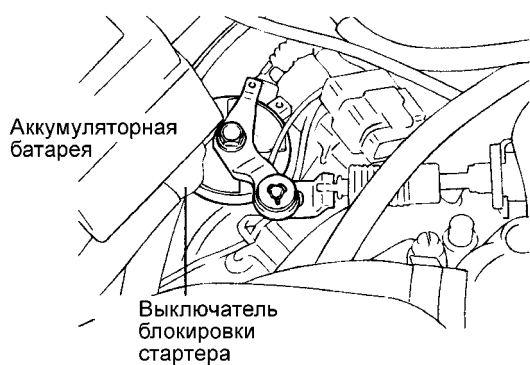 Аккумуляторная
батарея
Выключатель
блокировки
стартера